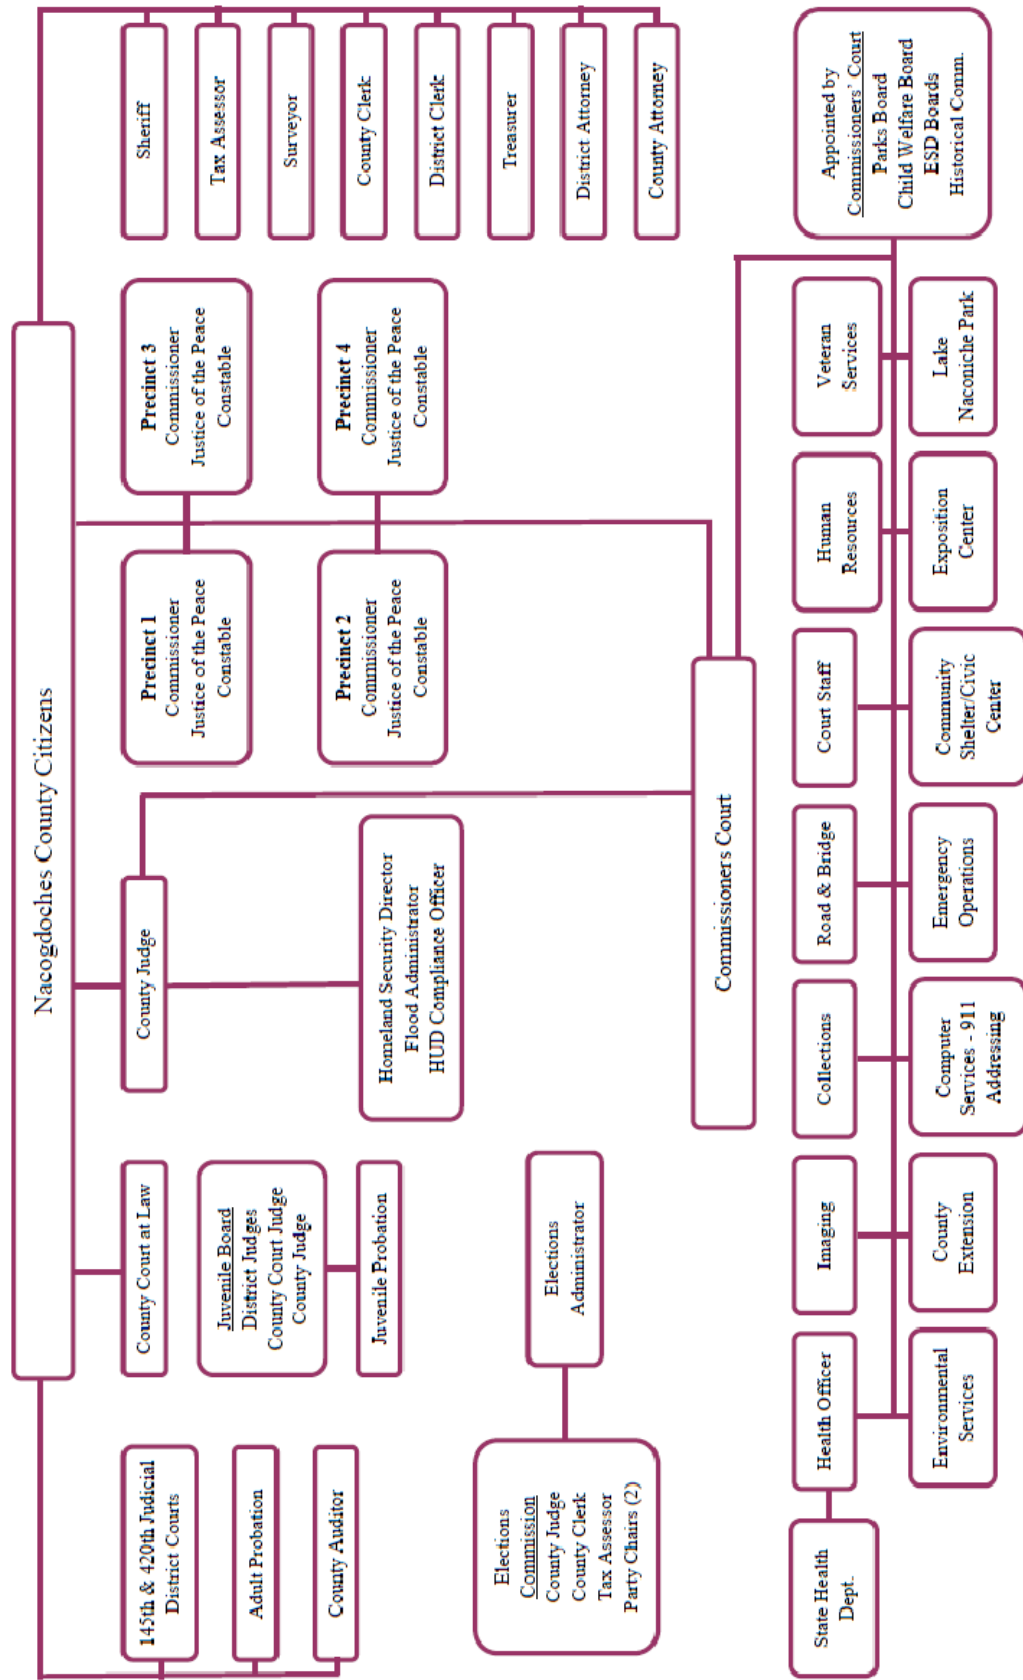 Nacogdoches County Citizens
145th & 420th Judicial
District Courts
Adult Probation
County Auditor
County Court at Law
Juvenile Board
District Judges
County Court Judge
County Judge
Juvenile Probation
County Judge
Homeland Security Director
Flood Administrator
HUD Compliance Officer
Precinct 1
Commissioner
Justice of the Peace
Constable
Precinct 3
Commissioner
Justice of the Peace
Constable
Precinct 2
Commissioner
Justice of the Peace
Constable
Precinct 4
Commissioner
Justice of the Peace
Constable
Sheriff
Tax Assessor
Surveyor
County Clerk
District Clerk
Treasurer
District Attorney
County Attorney
Elections
Commission
County Judge
County Clerk
Tax Assessor
Party Chairs (2)
Elections
Administrator
Commissioners Court
State Health
Dept.
Health Officer
Imaging
Collections
Road & Bridge
Court Staff
Human
Resources
Veteran
Services
Appointed by
Commissioners' Court
Parks Board
Child Welfare Board
ESD Boards
Historical Comm.
Environmental
Services
County
Extension
Computer
Services - 911
Addressing
Emergency
Operations
Community
Shelter/Civic
Center
Exposition
Center
Lake
Naconiche Park